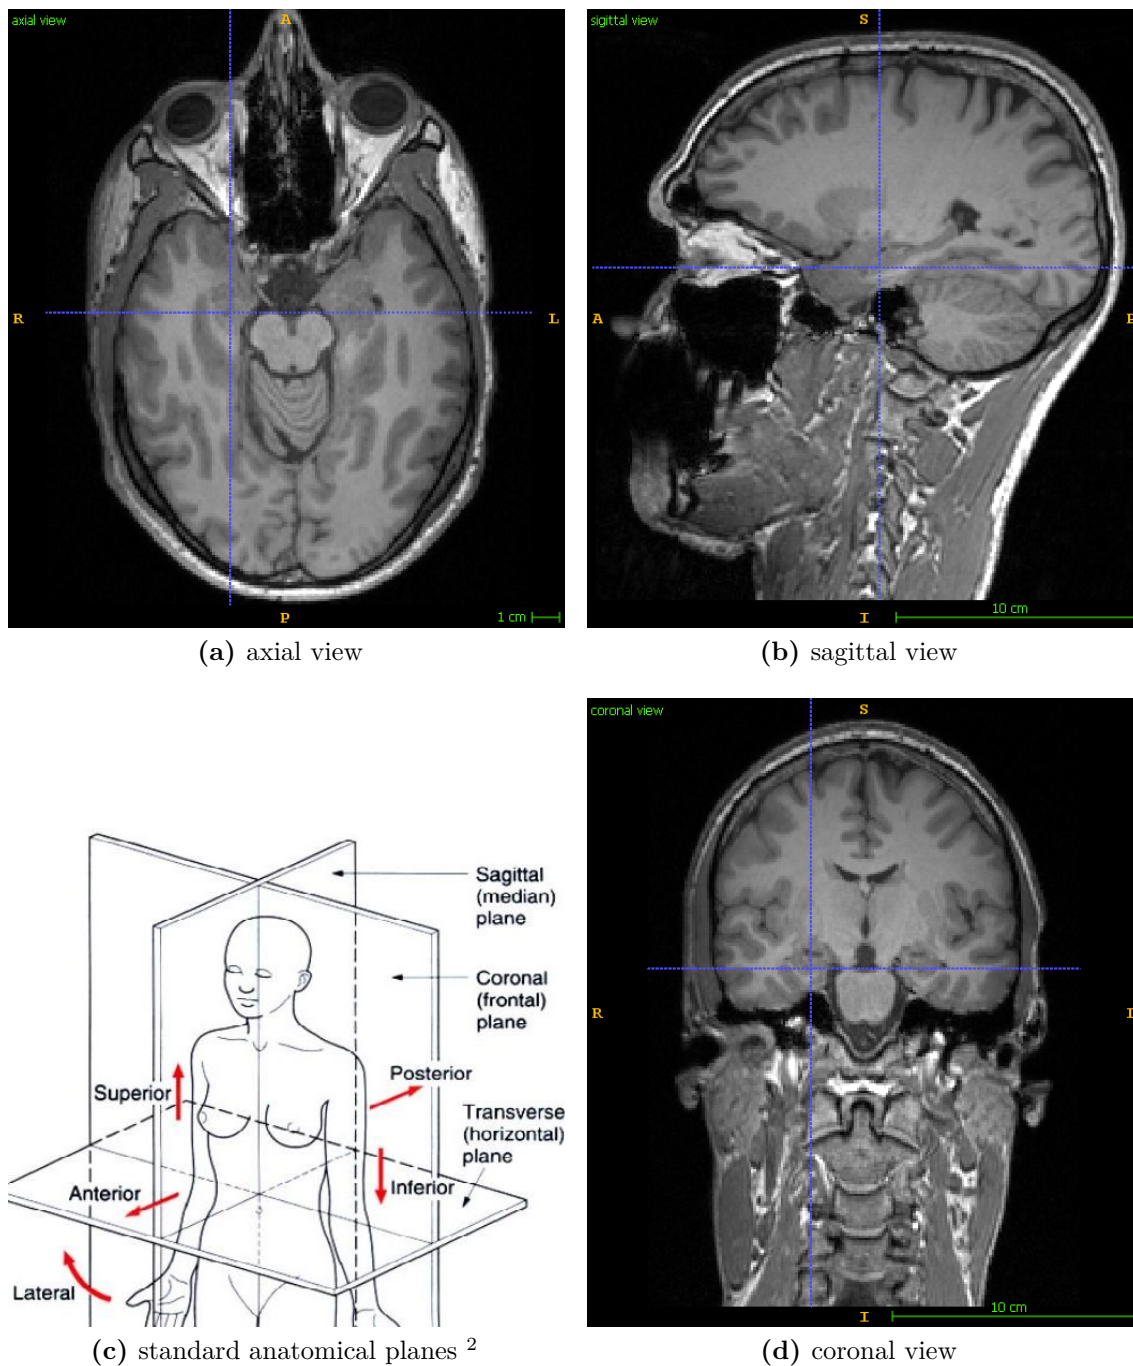 axial view
A
R
L
P
1 cm
(a) axial view
sigittal view
S
A
P
I
10 cm
(b) sagittal view
Sagittal
(median)
plane
Coronal
(frontal)
plane
Posterior
Superior
Transverse
(horizontal)
plane
Anterior
Inferior
Lateral
(c) standard anatomical planes 2
coronal view
S
R
I
10 cm
(d) coronal view